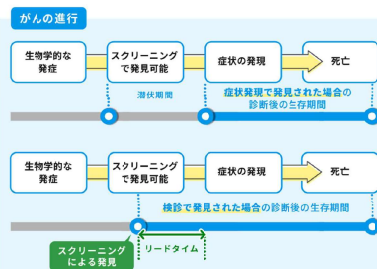 がんの進行
生物学的な
発症
スクリーニング
で発見可能
症状の発現
死亡
潜伏期間
症状発現で発見された場合の
診断後の生存期間
生物学的な
発症
スクリーニング
で発見可能
症状の発現
死亡
検診で発見された場合の診断後の生存期間
スクリーニング
による発見
リードタイム